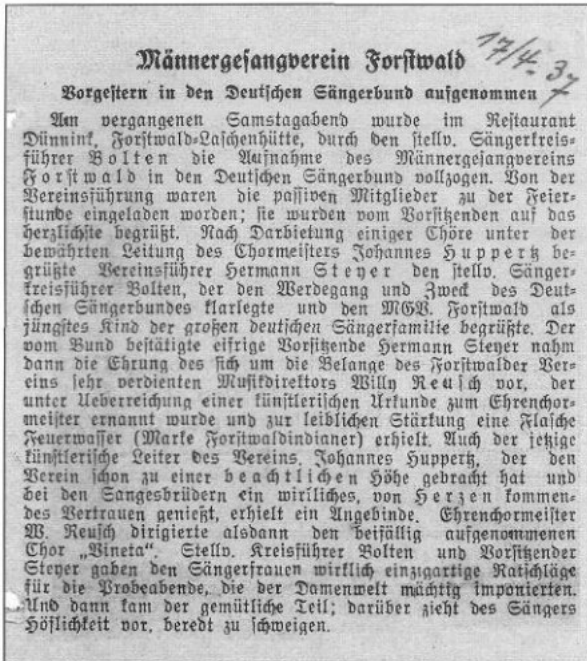 17/4. 37
Männergesangverein Forstwald
Vorgestern in den Deutschen Sängerbund aufgenommen
Am vergangenen Samstagabend wurde im Restaurant
Dünnink, Forstwald-Laschenhütte, durch den stellv. Sängerkreis-
führer Bolten die Aufnahme des Männergesangvereins
Forstwald in den Deutschen Sängerbund vollzogen. Von der
Vereinsführung waren die passiven Mitglieder zu der Feier-
stunde eingeladen worden; sie wurden vom Vorsitzenden auf das
herzlichste begrüßt. Nach Darbietung einiger Chöre unter der
bewährten Leitung des Chormeisters Johannes Huppertz be-
grüßte Vereinsführer Hermann Steyer den stellv. Sänger-
kreisführer Bolten, der den Werdegang und Zweck des Deut-
schen Sängerbundes klarlegte und den MGV. Forstwald als
jüngstes Kind der großen deutschen Sängerfamilie begrüßte. Der
vom Bund bestätigte eifrige Vorsitzende Hermann Steyer nahm
dann die Ehrung des sich um die Belange des Forstwalder Ver-
eins sehr verdienten Musikdirektors Willy Reusch vor, der
unter Ueberreichung einer künstlerischen Urkunde zum Ehrenchor-
meister ernannt wurde und zur leiblichen Stärkung eine Flasche
Feuerwasser (Marke Forstwaldindianer) erhielt. Auch der jetzige
künstlerische Leiter des Vereins, Johannes Huppertz, der den
Verein schon zu einer beachtlichen Höhe gebracht hat und
bei den Sangesbrüdern ein wirkliches, von Herzen kommen-
des Vertrauen genießt, erhielt ein Angebinde. Ehrenchormeister
W. Reusch dirigierte alsdann den beifällig aufgenommenen
Chor „Vineta“. Stellv. Kreisführer Bolten und Vorsitzender
Steyer gaben den Sängerfrauen wirklich einzigartige Ratschläge
für die Probeabende, die der Damenwelt mächtig imponierten.
Und dann kam der gemütliche Teil; darüber zieht des Sängers
Höflichkeit vor, beredt zu schweigen.